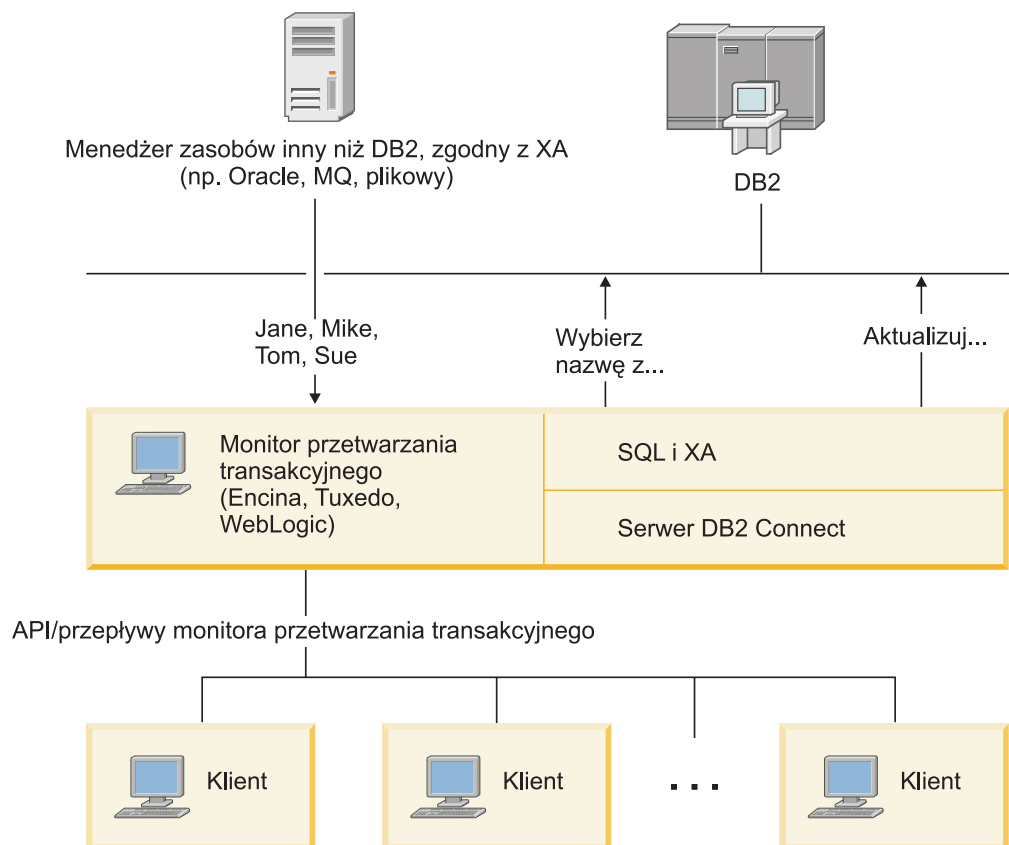 Menedżer zasobów inny niż DB2, zgodny z XA
(np. Oracle, MQ, plikowy)
DB2
Jane, Mike,
Tom, Sue
Wybierz
nazwę z...
Aktualizuj...
Monitor przetwarzania
transakcyjnego
(Encina, Tuxedo,
WebLogic)
SQL i XA
Serwer DB2 Connect
API/przepływy monitora przetwarzania transakcyjnego
Klient
Klient
...
Klient